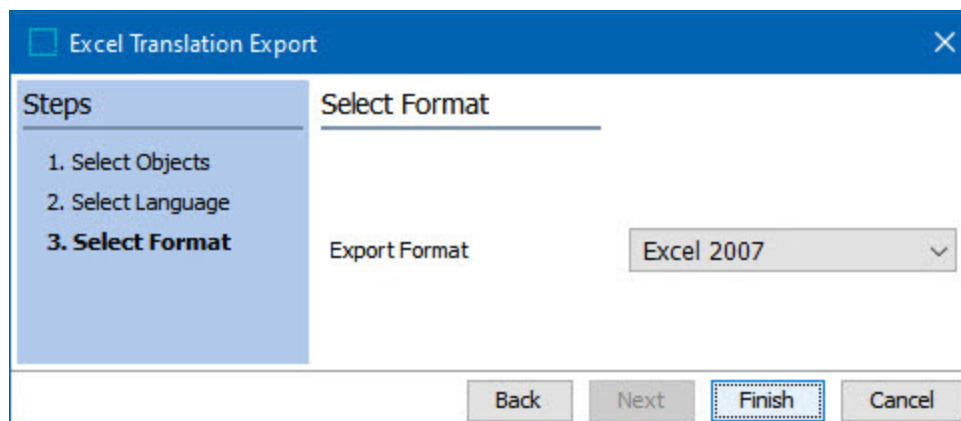 Excel Translation Export
Steps
1. Select Objects
2. Select Language
3. Select Format
Select Format
Export Format
Excel 2007
Back
Next
Finish
Cancel